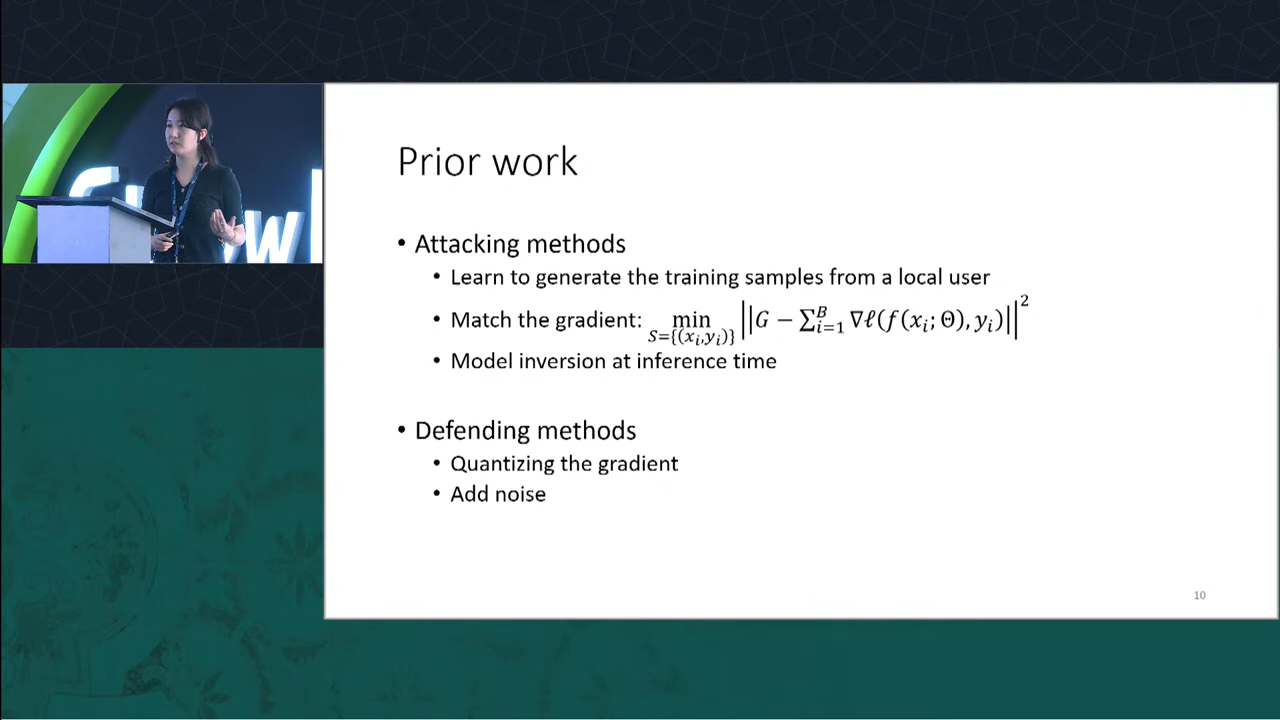 Prior work
• Attacking methods
• Learn to generate the training samples from a local user
• Match the gradient: min_{S={(x_i,y_i)}} ||G − ∑_{i=1}^{B} ∇ℓ(f(x_i; Θ), y_i)||^2
• Model inversion at inference time
• Defending methods
• Quantizing the gradient
• Add noise
10